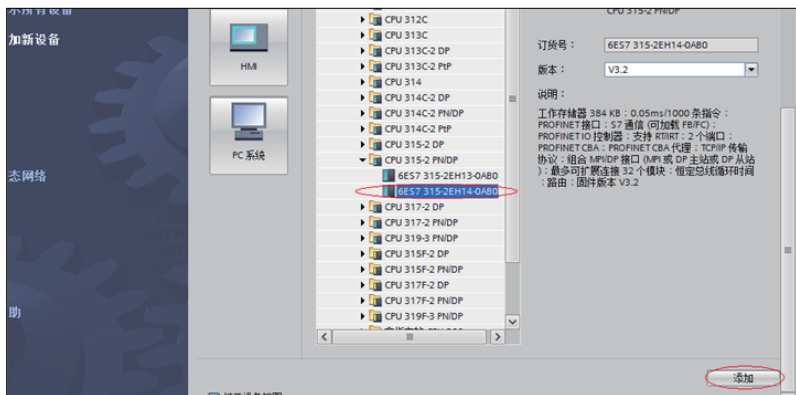 加新设备
态网络
助
HMI
PC 系统
CPU 312C
CPU 313C
CPU 313C-2 DP
CPU 313C-2 PtP
CPU 314
CPU 314C-2 DP
CPU 314C-2 PN/DP
CPU 314C-2 PtP
CPU 315-2 DP
CPU 315-2 PN/DP
6ES7 315-2EH13-0AB0
6ES7 315-2EH14-0AB0
CPU 317-2 DP
CPU 317-2 PN/DP
CPU 319-3 PN/DP
CPU 315F-2 DP
CPU 315F-2 PN/DP
CPU 317F-2 DP
CPU 317F-2 PN/DP
CPU 319F-3 PN/DP
CPU 315-2 PN/DP
订货号： 6ES7 315-2EH14-0AB0
版本： V3.2
说明：
工作存储器 384 KB；0.05ms/1000 条指令；
PROFINET 接口；S7 通信 (可加载 FB/FC)；
PROFINET IO 控制器；支持 RT/IRT；2 个端口；
PROFINET CBA；PROFINET CBA 代理；TCP/IP 传输
协议；组合 MPI/DP 接口 (MPI 或 DP 主站或 DP 从站
)；最多可扩展连接 32 个模块；恒定总线循环时间
；路由；固件版本 V3.2
添加